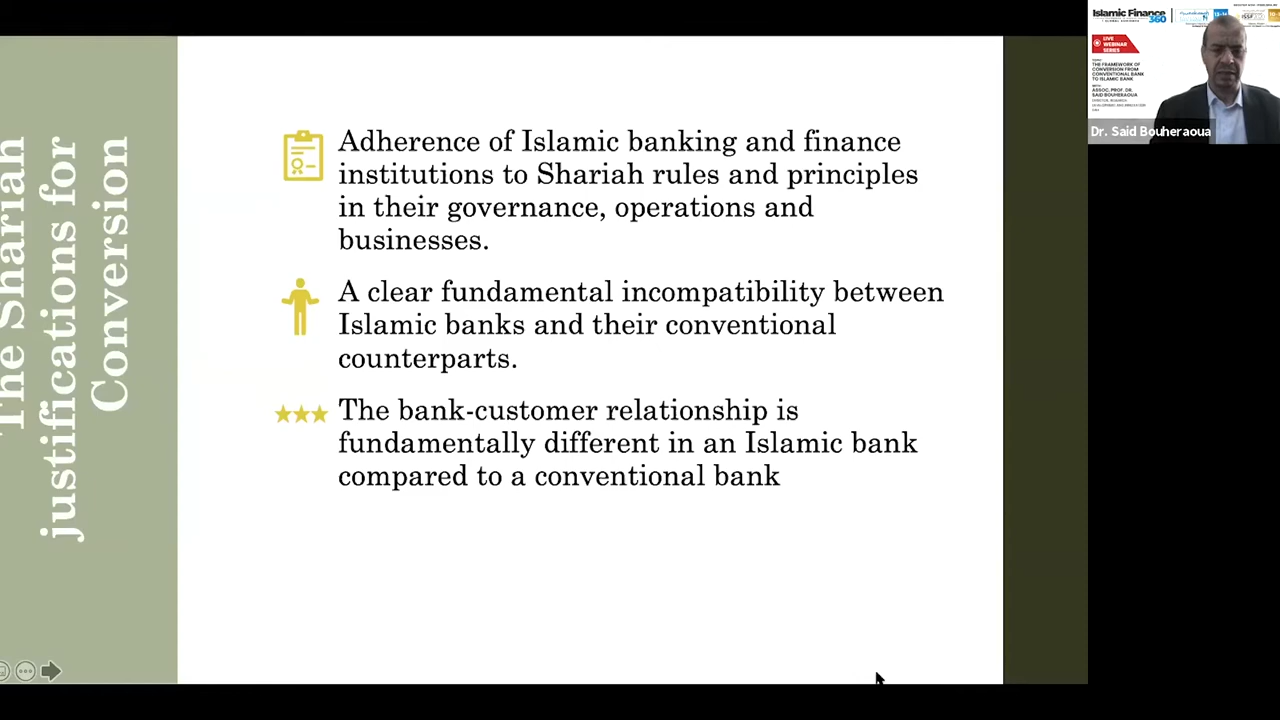 The Shariah
justifications for
Conversion
Adherence of Islamic banking and finance
institutions to Shariah rules and principles
in their governance, operations and
businesses.
A clear fundamental incompatibility between
Islamic banks and their conventional
counterparts.
The bank-customer relationship is
fundamentally different in an Islamic bank
compared to a conventional bank
Islamic Finance
360
LIVE
WEBINAR
SERIES
THE FRAMEWORK OF
CONVERSION FROM
CONVENTIONAL BANK
TO ISLAMIC BANK
ASSOC. PROF. DR.
SAID BOUHERAOUA
Dr. Said Bouheraoua